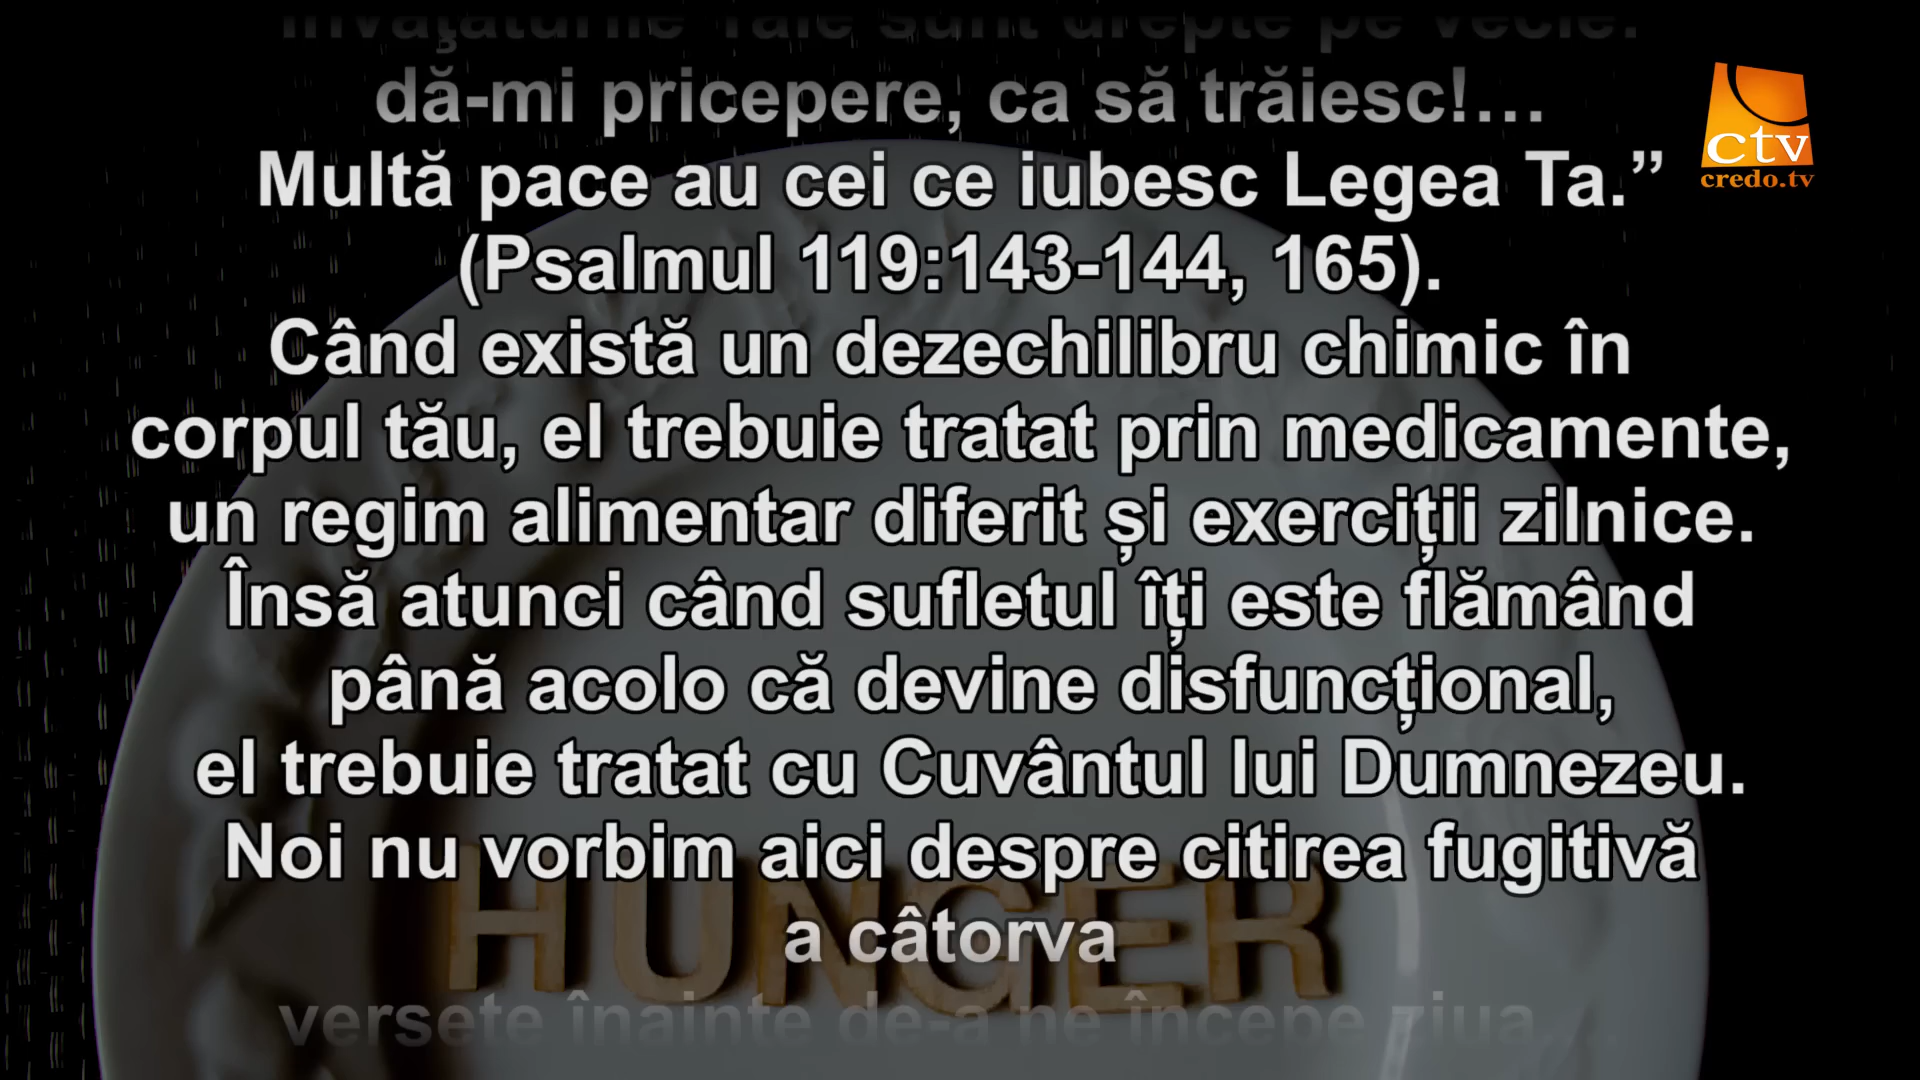 învăţăturile Tale sunt drepte pe vecie:
dă-mi pricepere, ca să trăiesc!…
Multă pace au cei ce iubesc Legea Ta.”
(Psalmul 119:143-144, 165).
Când există un dezechilibru chimic în
corpul tău, el trebuie tratat prin medicamente,
un regim alimentar diferit și exerciții zilnice.
Însă atunci când sufletul îți este flămând
până acolo că devine disfuncțional,
el trebuie tratat cu Cuvântul lui Dumnezeu.
Noi nu vorbim aici despre citirea fugitivă
a câtorva
versete înainte de-a ne începe ziua…
HUNGER
ctv
credo.tv